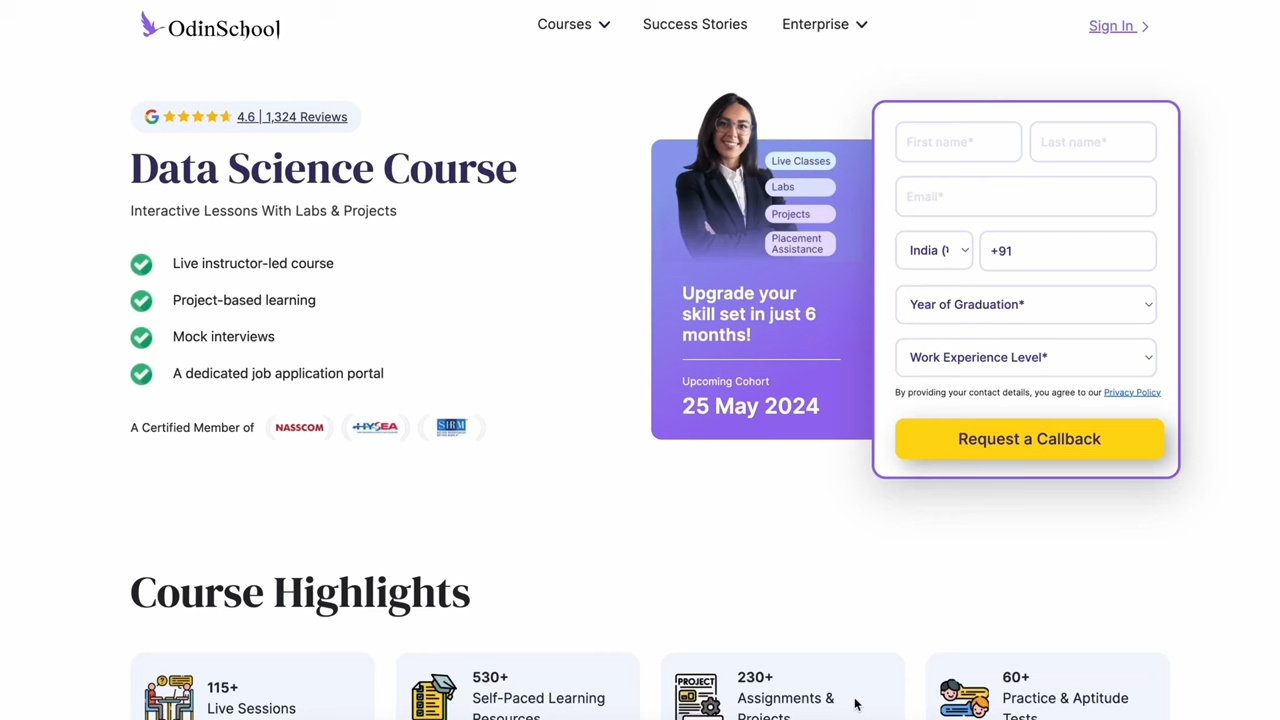 OdinSchool
Courses
Success Stories
Enterprise
Sign In
4.6 | 1,324 Reviews
Data Science Course
Interactive Lessons With Labs & Projects
Live instructor-led course
Project-based learning
Mock interviews
A dedicated job application portal
A Certified Member of
NASSCOM
HYSEA
Live Classes
Labs
Projects
Placement
Assistance
Upgrade your
skill set in just 6
months!
Upcoming Cohort
25 May 2024
First name*
Last name*
Email*
India (
+91
Year of Graduation*
Work Experience Level*
By providing your contact details, you agree to our Privacy Policy
Request a Callback
Course Highlights
115+
Live Sessions
530+
Self-Paced Learning
Resources
PROJECT
230+
Assignments &
Projects
60+
Practice & Aptitude
Tests